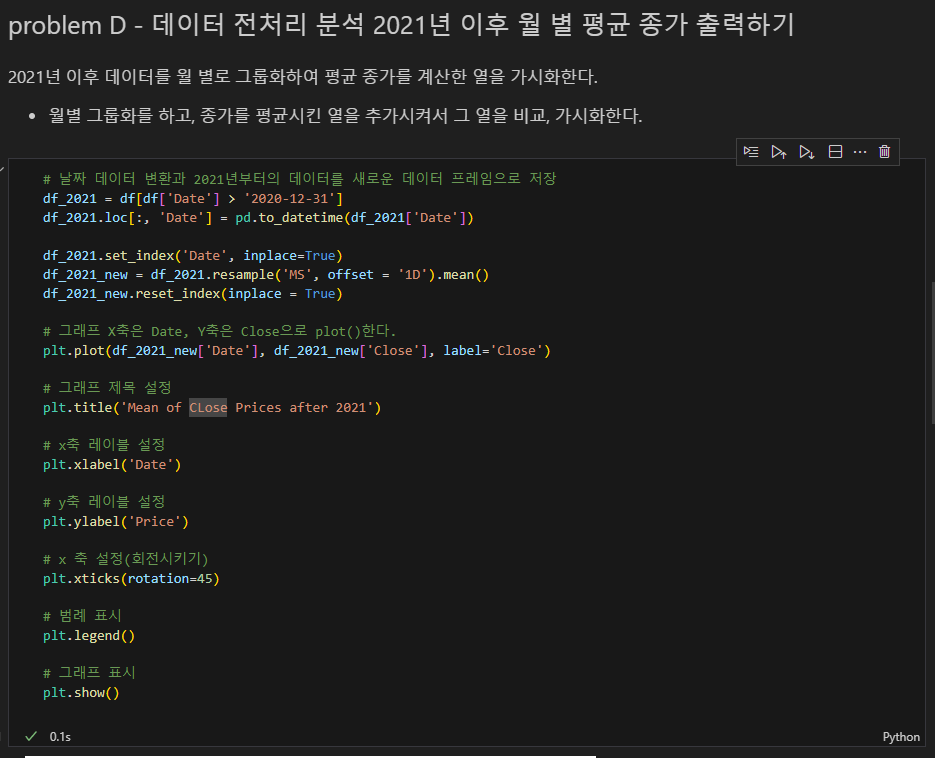 problem D - 데이터 전처리 분석 2021년 이후 월 별 평균 종가 출력하기
2021년 이후 데이터를 월 별로 그룹화하여 평균 종가를 계산한 열을 가시화한다.
• 월별 그룹화를 하고, 종가를 평균시킨 열을 추가시켜서 그 열을 비교, 가시화한다.
# 날짜 데이터 변환과 2021년부터의 데이터를 새로운 데이터 프레임으로 저장
df_2021 = df[df['Date'] > '2020-12-31']
df_2021.loc[:, 'Date'] = pd.to_datetime(df_2021['Date'])
df_2021.set_index('Date', inplace=True)
df_2021_new = df_2021.resample('MS', offset = '1D').mean()
df_2021_new.reset_index(inplace = True)
# 그래프 X축은 Date, Y축은 Close으로 plot()한다.
plt.plot(df_2021_new['Date'], df_2021_new['Close'], label='Close')
# 그래프 제목 설정
plt.title('Mean of CLose Prices after 2021')
# x축 레이블 설정
plt.xlabel('Date')
# y축 레이블 설정
plt.ylabel('Price')
# x 축 설정(회전시키기)
plt.xticks(rotation=45)
# 범례 표시
plt.legend()
# 그래프 표시
plt.show()
0.1s
Python